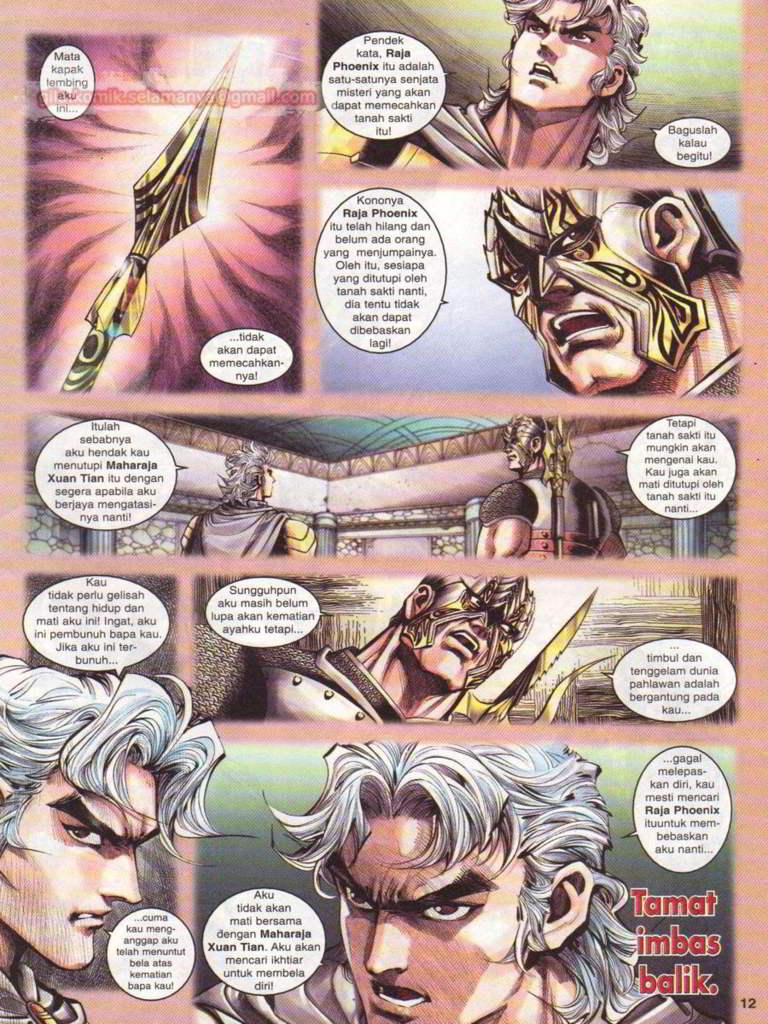 Mata
kapak
lembing
aku
ini...
...tidak
akan dapat
memecahkan-
nya!
Pendek
kata, Raja
Phoenix itu adalah
satu-satunya senjata
misteri yang akan
dapat memecahkan
tanah sakti
itu!
Baguslah
kalau
begitu!
Kononya
Raja Phoenix
itu telah hilang dan
belum ada orang
yang menjumpainya.
Oleh itu, sesiapa
yang ditutupi oleh
tanah sakti nanti,
dia tentu tidak
akan dapat
dibebaskan
lagi!
Itulah
sebabnya
aku hendak kau
menutupi Maharaja
Xuan Tian itu dengan
segera apabila aku
berjaya mengatasi-
nya nanti!
Tetapi
tanah sakti itu
mungkin akan
mengenai kau.
Kau juga akan
mati ditutupi oleh
tanah sakti itu
nanti...
Kau
tidak perlu gelisah
tentang hidup dan
mati aku ini! Ingat, aku
ini pembunuh bapa kau.
Jika aku ini ter-
bunuh...
Sungguhpun
aku masih belum
lupa akan kematian
ayahku tetapi...
...
timbul dan
tenggelam dunia
pahlawan adalah
bergantung pada
kau...
...cuma
kau meng-
anggap aku
telah menuntut
bela atas
kematian
bapa kau!
Aku
tidak akan
mati bersama
dengan Maharaja
Xuan Tian. Aku akan
mencari ikhtiar
untuk membela
diri!
...gagal
melepas-
kan diri, kau
mesti mencari
Raja Phoenix
ituuntuk mem-
bebaskan
aku nanti...
Tamat
imbas
balik.
12